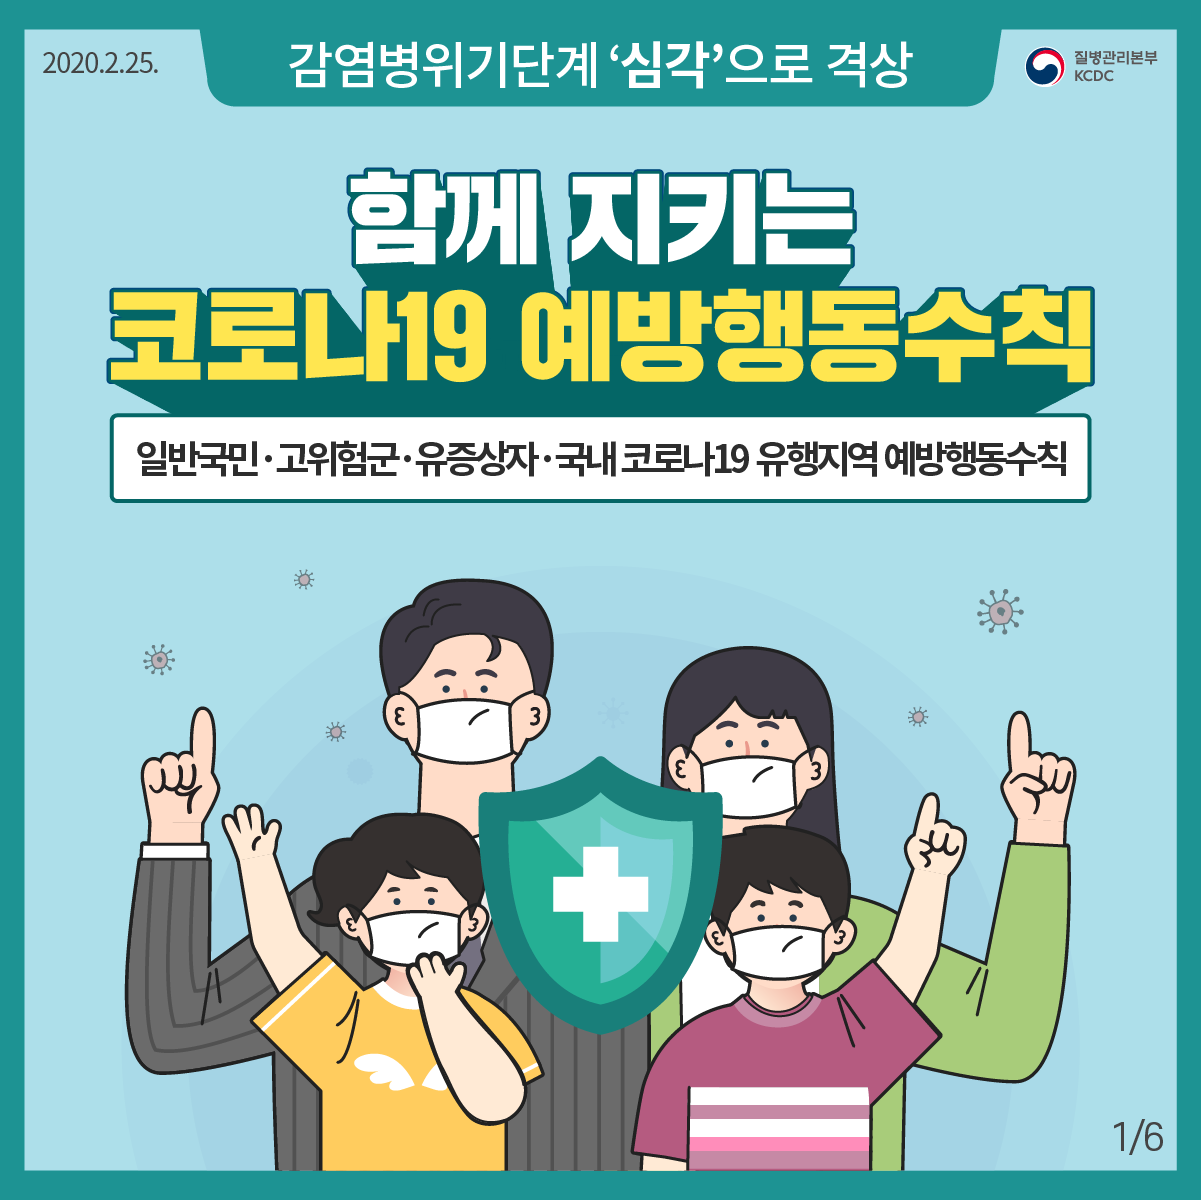 2020.2.25.
감염병위기단계 ‘심각’으로 격상
질병관리본부
KCDC
함께 지키는
코로나19 예방행동수칙
일반국민·고위험군·유증상자·국내 코로나19 유행지역 예방행동수칙
1/6